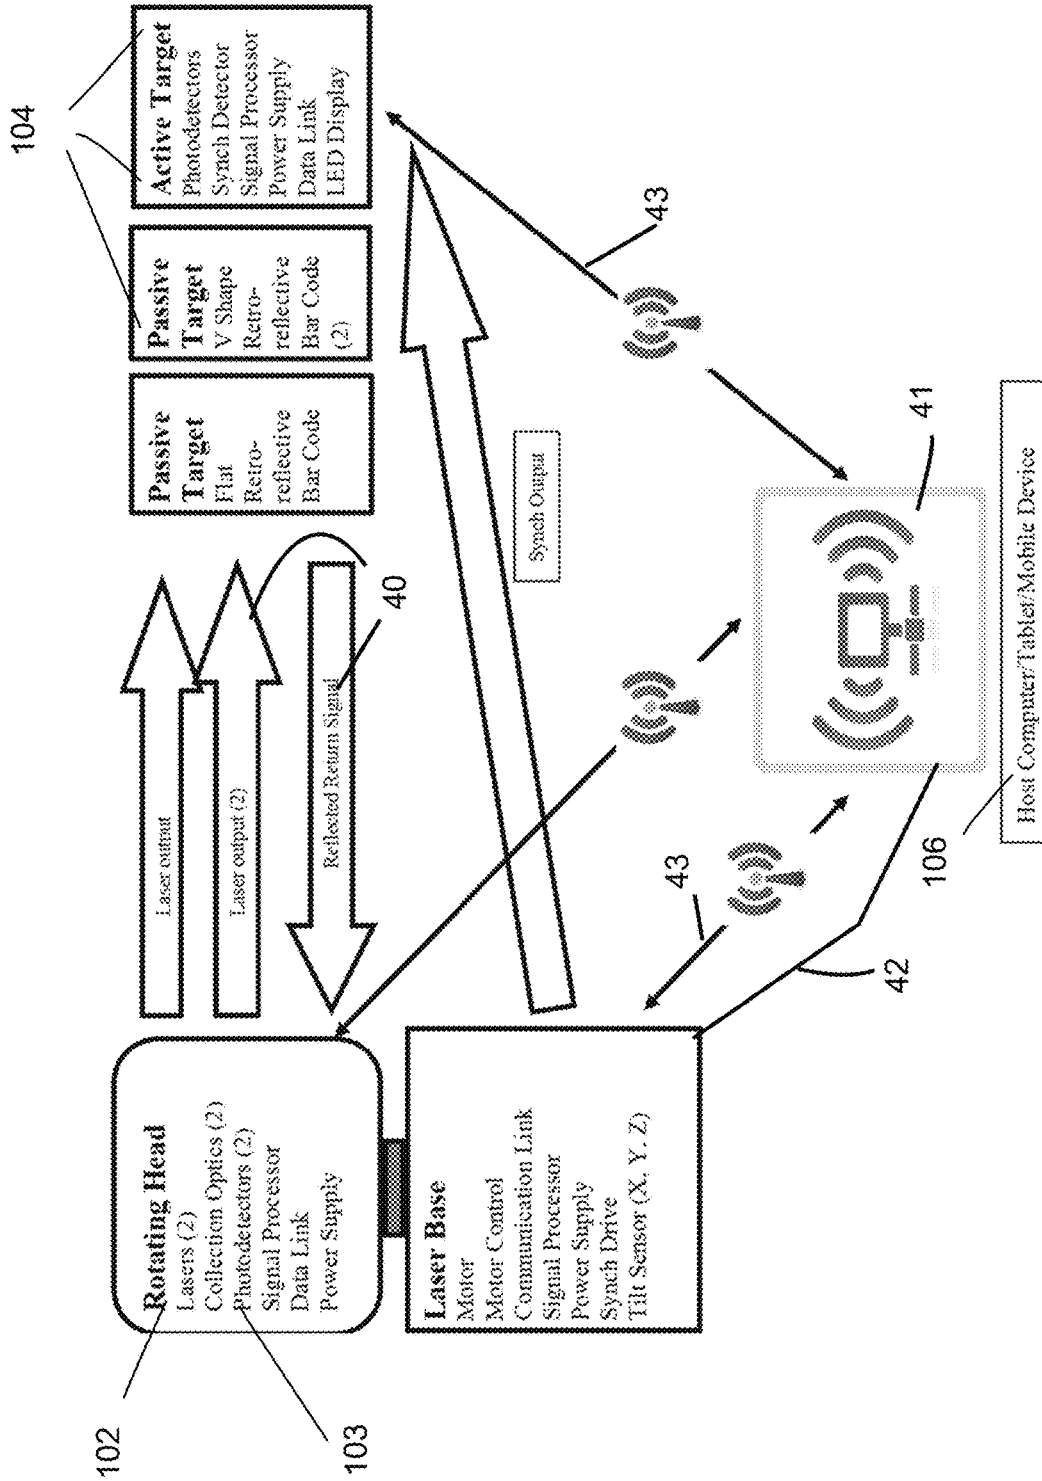 102
103
Rotating Head
Lasers (2)
Collection Optics (2)
Photodetectors (2)
Signal Processor
Data Link
Power Supply
Laser Base
Motor
Motor Control
Communication Link
Signal Processor
Power Supply
Synch Drive
Tilt Sensor (X, Y, Z)
Laser output
Laser output (2)
Reflected Return Signal
40
Synch Output
Passive
Target
Flat
Retro-
reflective
Bar Code
Passive
Target
V Shape
Retro-
reflective
Bar Code
(2)
Active Target
Photodetectors
Synch Detector
Signal Processor
Power Supply
Data Link
LED Display
104
43
43
42
41
106
Host Computer/Tablet/Mobile Device